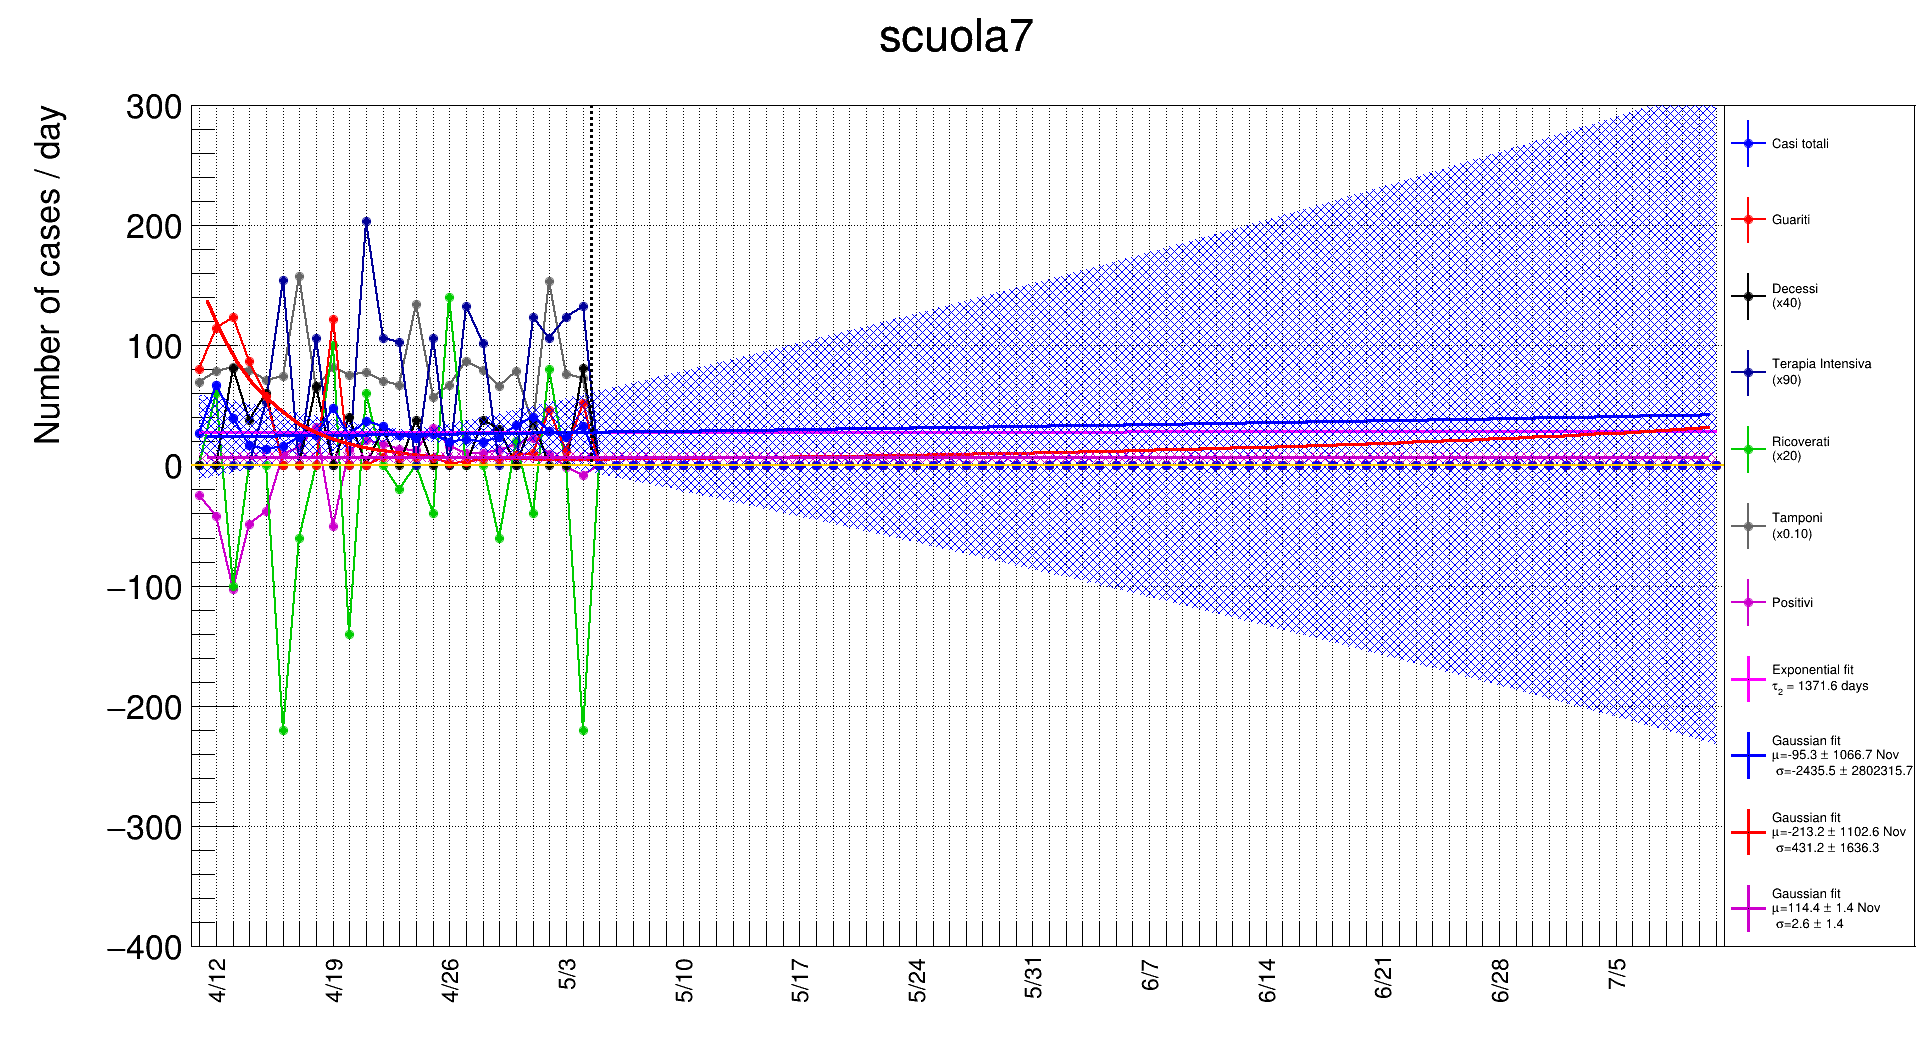 scuola7
Number of cases / day
300
200
100
0
−100
−200
−300
−400
4/12
4/19
4/26
5/3
5/10
5/17
5/24
5/31
6/7
6/14
6/21
6/28
7/5
Casi totali
Guariti
Decessi
(x40)
Terapia Intensiva
(x90)
Ricoverati
(x20)
Tamponi
(x0.10)
Positivi
Exponential fit
τ2 = 1371.6 days
Gaussian fit
μ=-95.3 ± 1066.7 Nov
σ=-2435.5 ± 2802315.7
Gaussian fit
μ=-213.2 ± 1102.6 Nov
σ=431.2 ± 1636.3
Gaussian fit
μ=114.4 ± 1.4 Nov
σ=2.6 ± 1.4